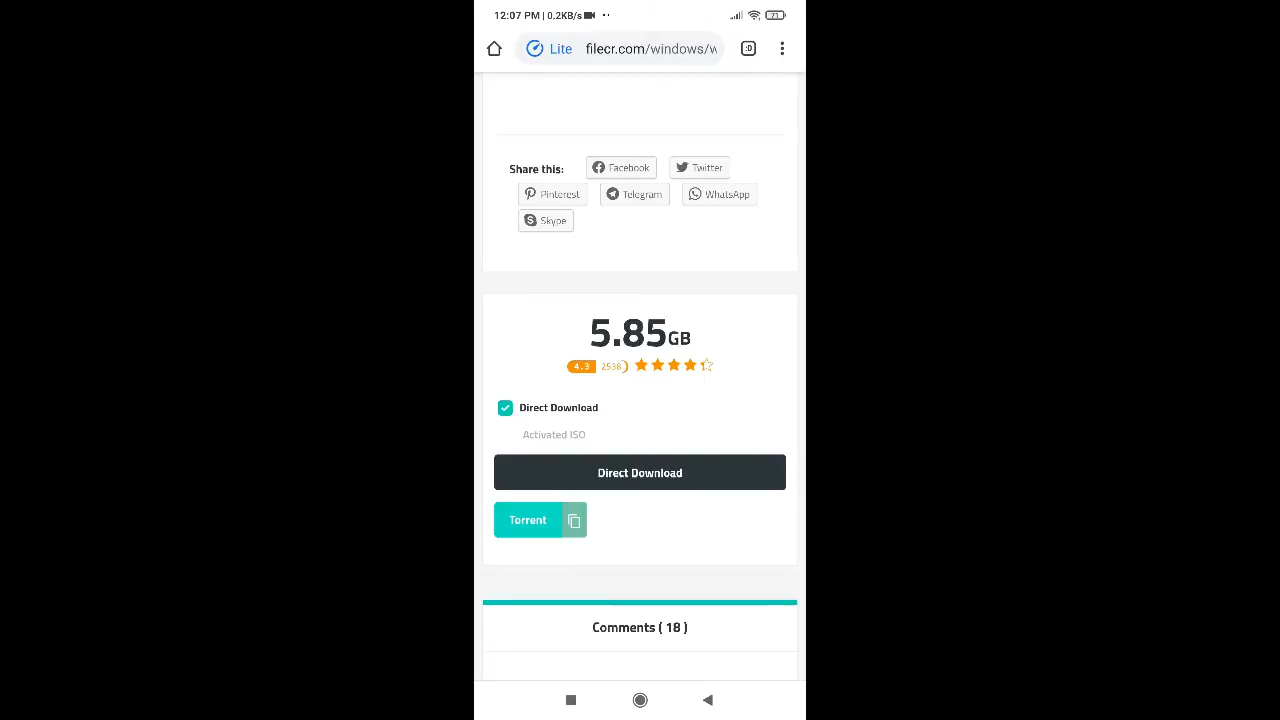 12:07 PM | 0.2KB/s
71
Lite filecr.com/windows/w
:D
Share this: Facebook Twitter
Pinterest Telegram WhatsApp
Skype
5.85GB
4.3 2538
Direct Download
Activated ISO
Direct Download
Torrent
Comments ( 18 )